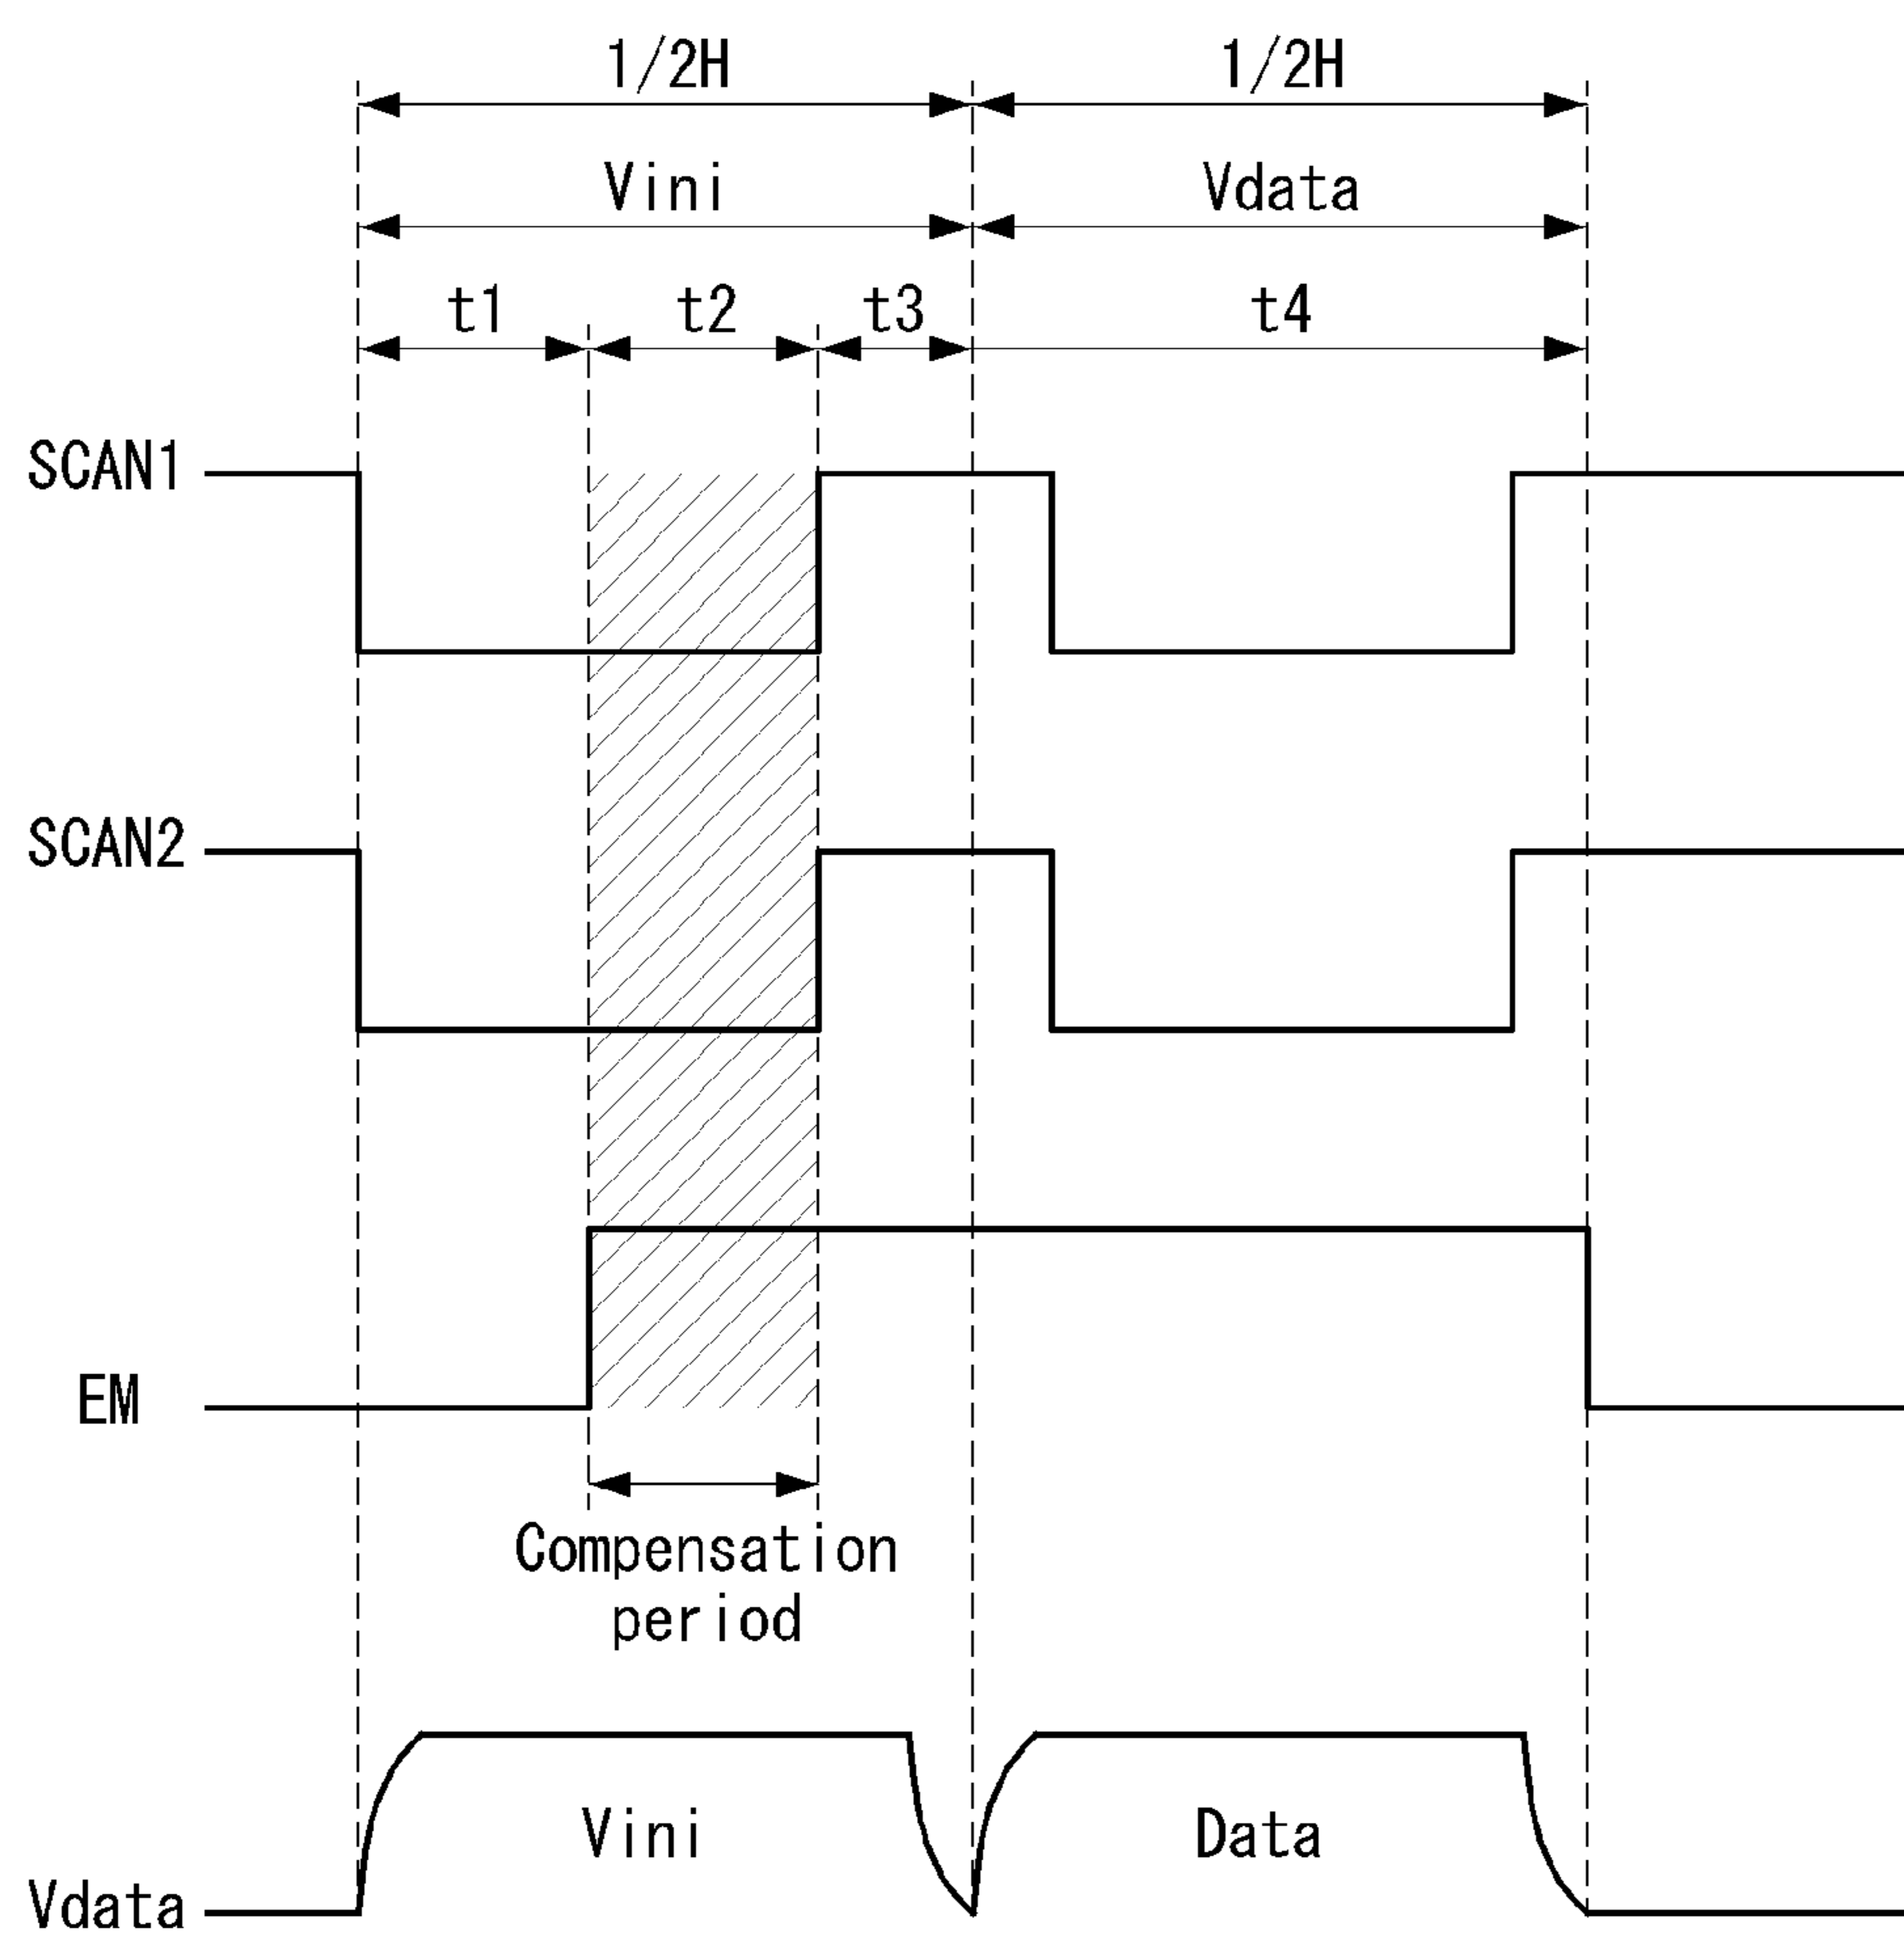 1/2H 1/2H
Vini Vdata
t1 t2 t3 t4
SCAN1
SCAN2
EM
Compensation
period
Vini Data
Vdata